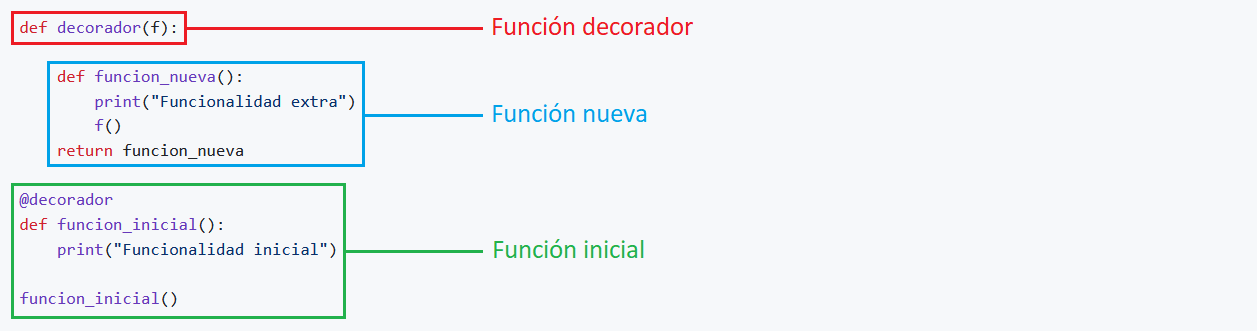 def decorador(f): Función decorador
def funcion_nueva():
print("Funcionalidad extra")
f()
return funcion_nueva
Función nueva
@decorador
def funcion_inicial():
print("Funcionalidad inicial")
funcion_inicial()
Función inicial